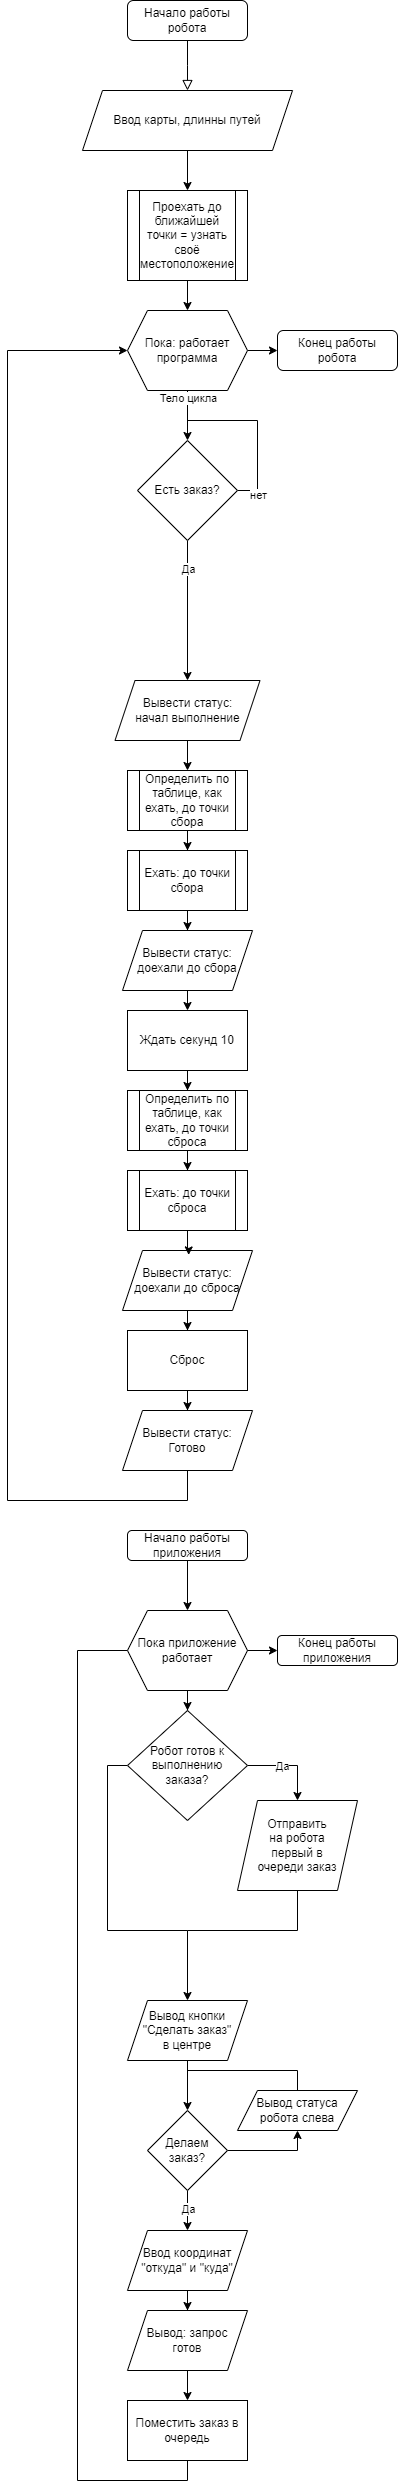 Начало работы
робота
Ввод карты, длинны путей
Проехать до
ближайшей
точки = узнать
своё
местоположение
Пока: работает
программа
Конец работы
робота
Тело цикла
Есть заказ?
нет
Да
Вывести статус:
начал выполнение
Определить по
таблице, как
ехать, до точки
сбора
Ехать: до точки
сбора
Вывести статус:
доехали до сбора
Ждать секунд 10
Определить по
таблице, как
ехать, до точки
сброса
Ехать: до точки
сброса
Вывести статус:
доехали до сброса
Сброс
Вывести статус:
Готово
Начало работы
приложения
Пока приложение
работает
Конец работы
приложения
Робот готов к
выполнению
заказа?
Да
Отправить
на робота
первый в
очереди заказ
Вывод кнопки
"Сделать заказ"
в центре
Вывод статуса
робота слева
Делаем
заказ?
Да
Ввод координат
"откуда" и "куда"
Вывод: запрос
готов
Поместить заказ в
очередь